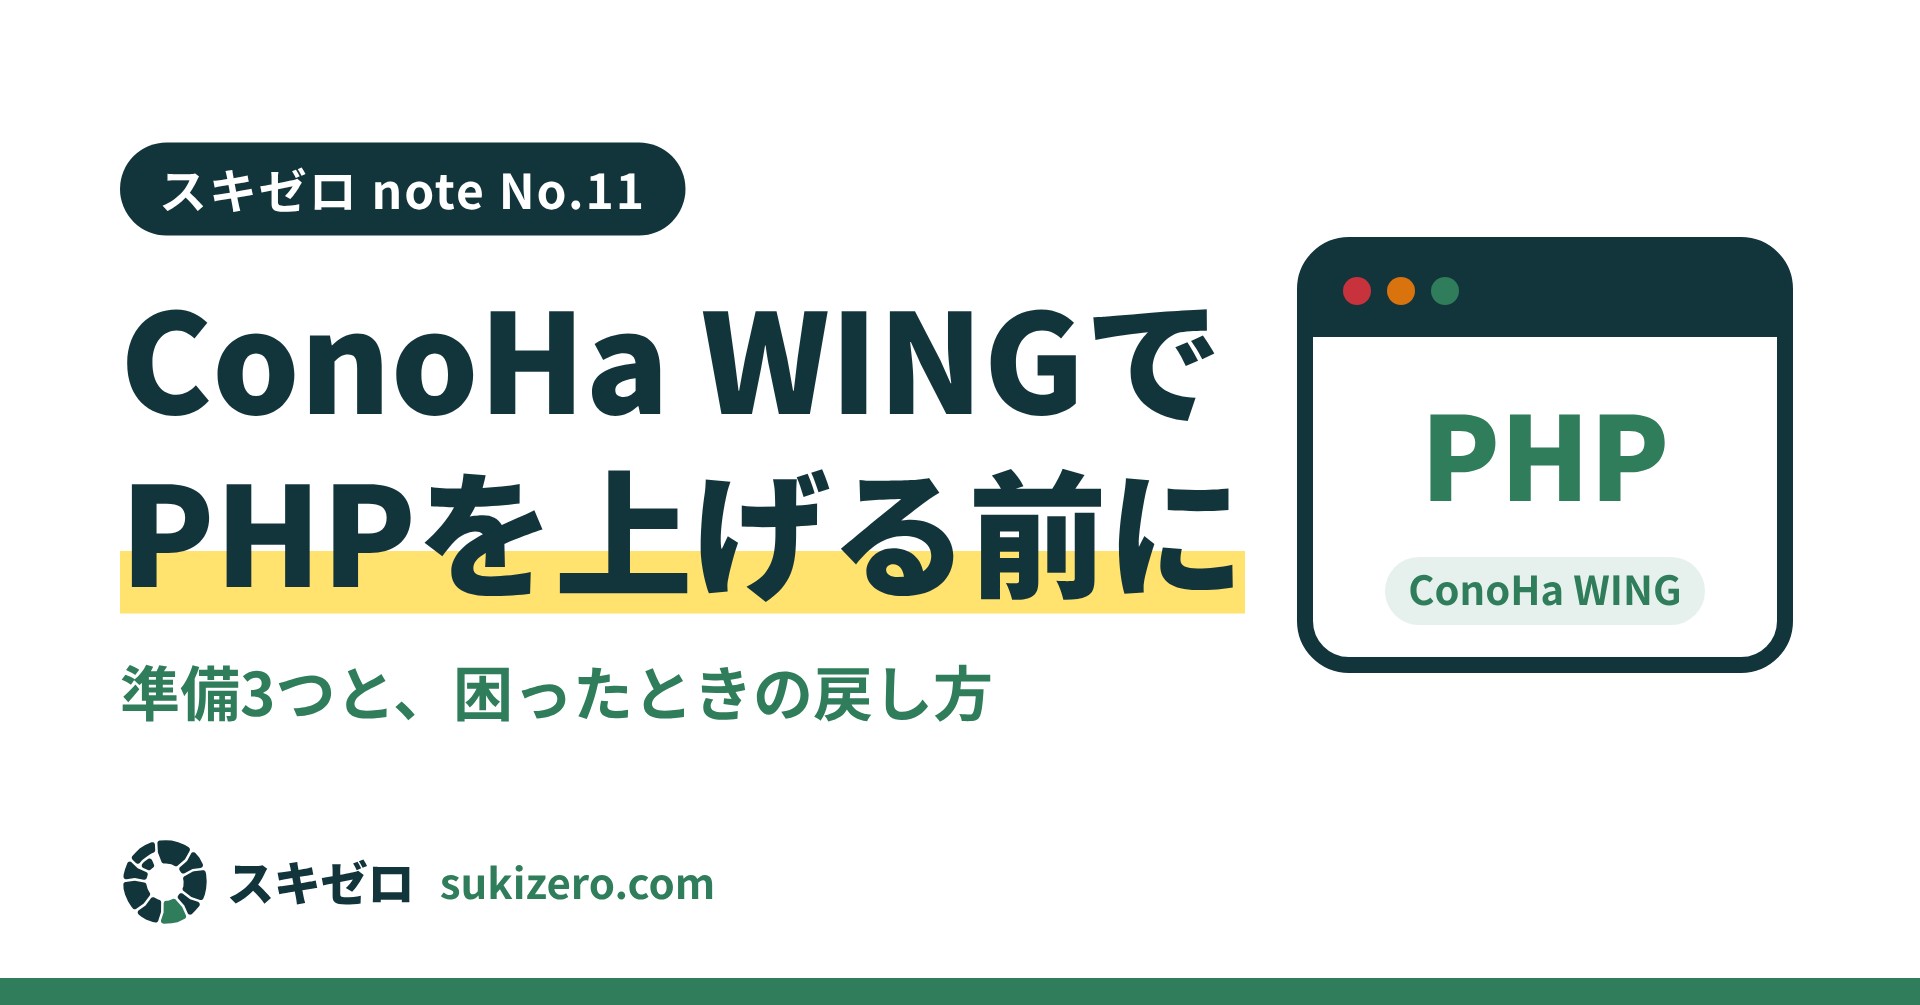 スキゼロ note No.11
ConoHa WINGで
PHPを上げる前に
準備3つと、困ったときの戻し方
PHP
ConoHa WING
スキゼロ sukizero.com